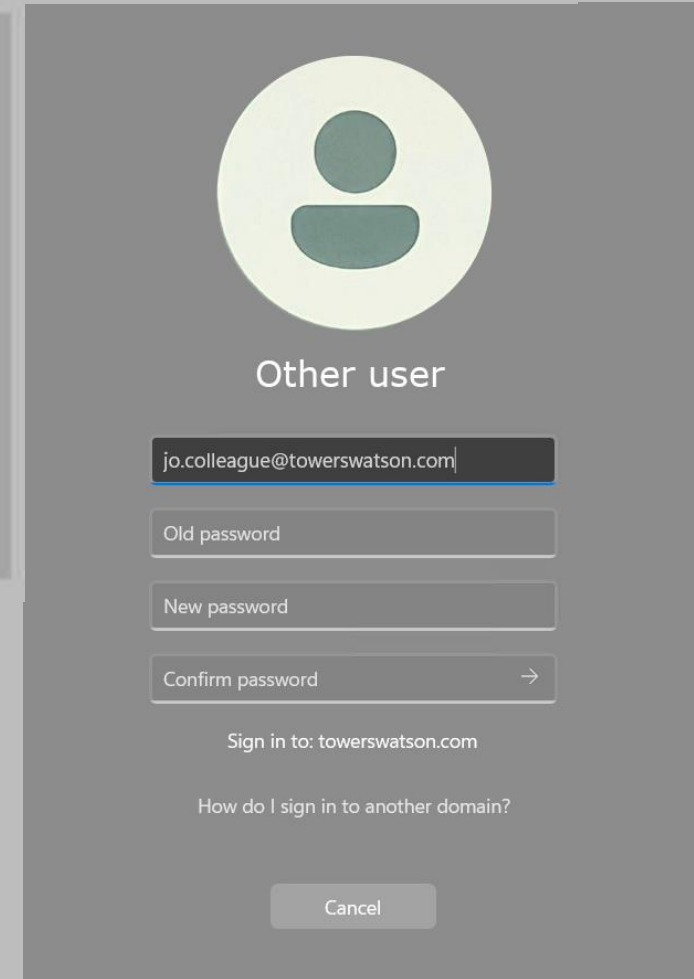 Other user
jo.colleague@towerswatson.com
Old password
New password
Confirm password
Sign in to: towerswatson.com
How do I sign in to another domain?
Cancel